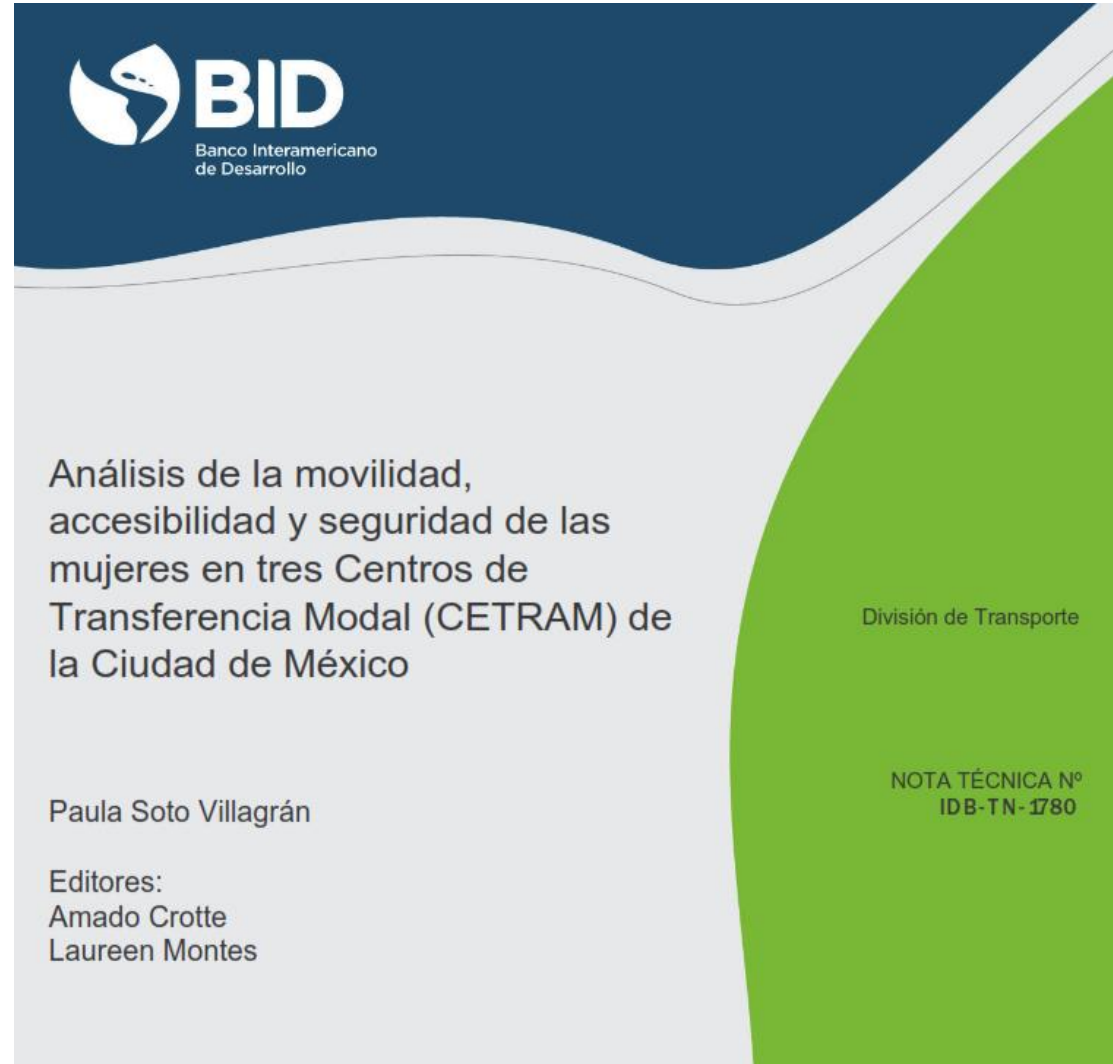 BID
Banco Interamericano
de Desarrollo
Análisis de la movilidad,
accesibilidad y seguridad de las
mujeres en tres Centros de
Transferencia Modal (CETRAM) de
la Ciudad de México
División de Transporte
NOTA TÉCNICA Nº
IDB-TN-1780
Paula Soto Villagrán
Editores:
Amado Crotte
Laureen Montes